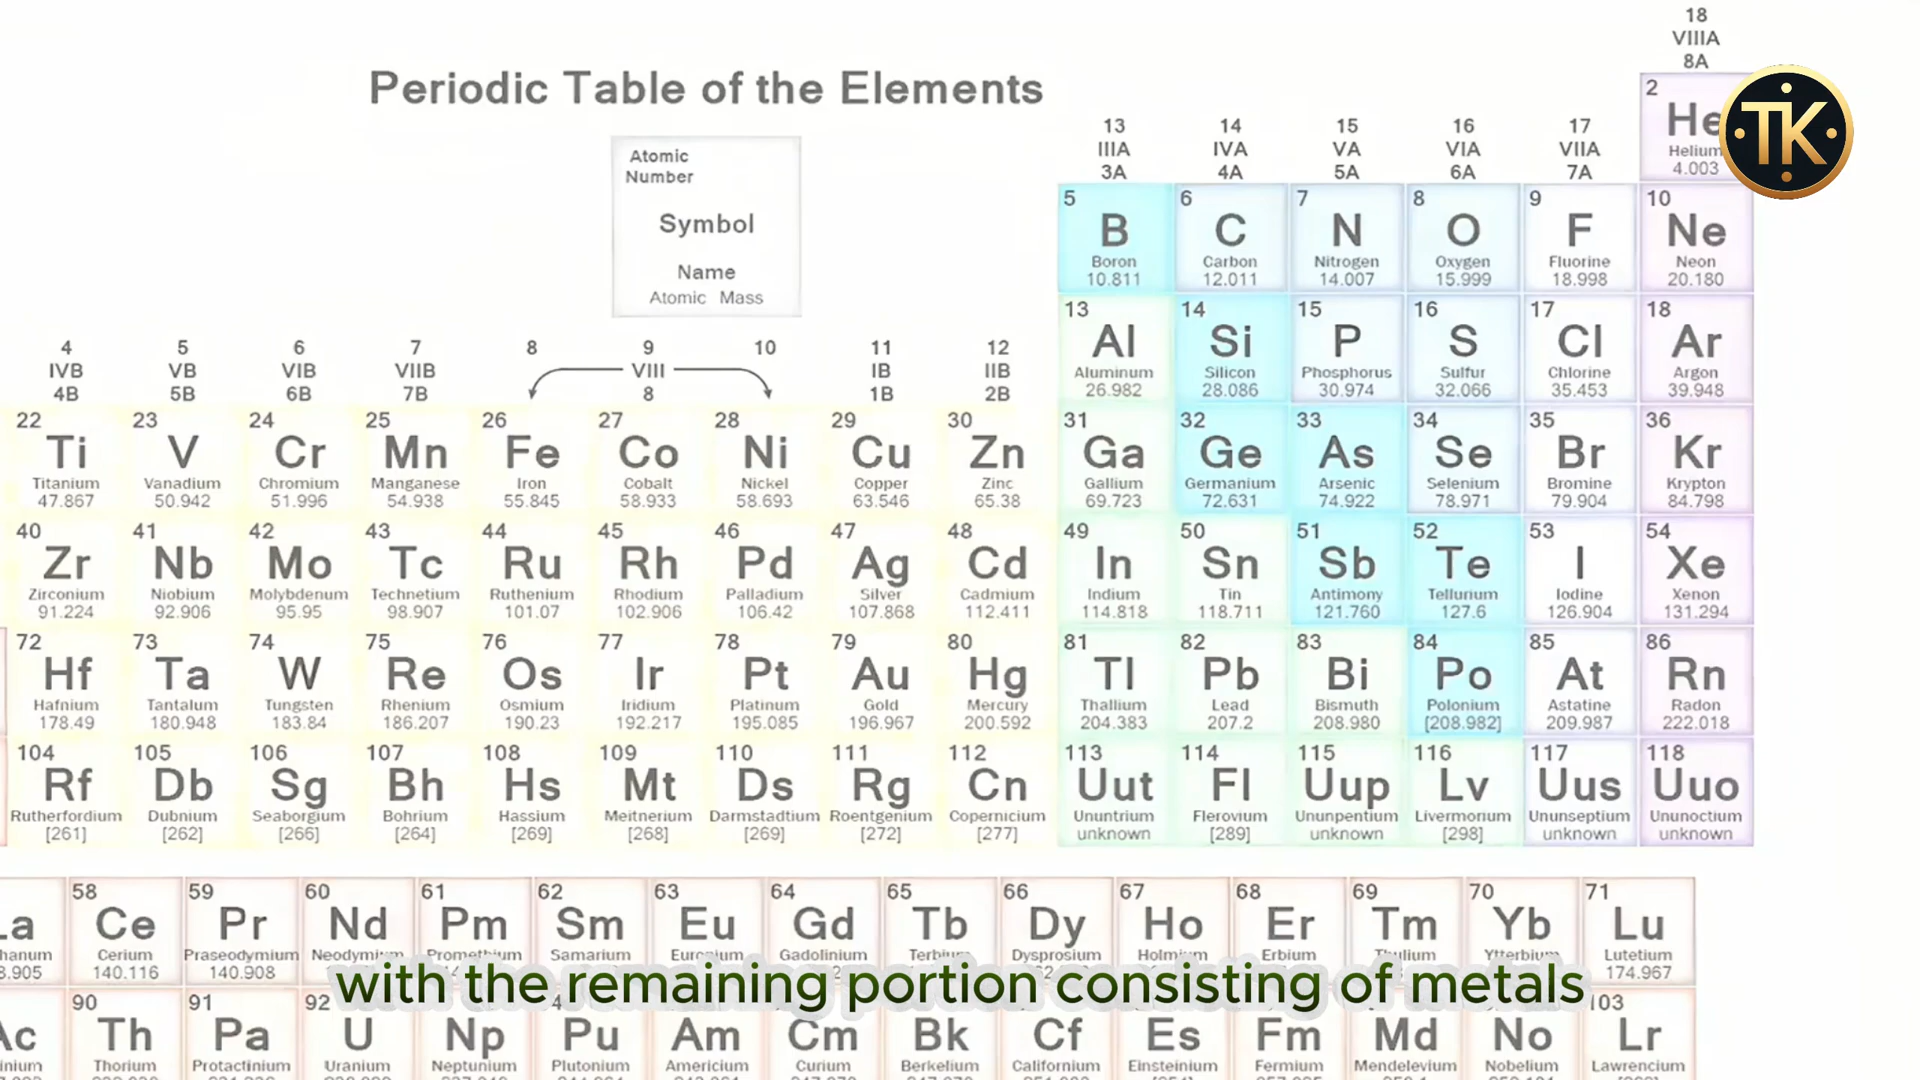 18
VIIIA
8A
Periodic Table of the Elements
2
He
Helium
4.003
TK
13 14 15 16 17
IIIA IVA VA VIA VIIA
3A 4A 5A 6A 7A
Atomic
Number
Symbol
Name
Atomic Mass
5 6 7 8 9 10
B C N O F Ne
Boron Carbon Nitrogen Oxygen Fluorine Neon
10.811 12.011 14.007 15.999 18.998 20.180
13 14 15 16 17 18
Al Si P S Cl Ar
Aluminum Silicon Phosphorus Sulfur Chlorine Argon
26.982 28.086 30.974 32.066 35.453 39.948
4 5 6 7 8 9 10 11 12
IVB VB VIB VIIB VIII IB IIB
4B 5B 6B 7B 8 1B 2B
22 23 24 25 26 27 28 29 30 31 32 33 34 35 36
Ti V Cr Mn Fe Co Ni Cu Zn Ga Ge As Se Br Kr
Titanium Vanadium Chromium Manganese Iron Cobalt Nickel Copper Zinc Gallium Germanium Arsenic Selenium Bromine Krypton
47.867 50.942 51.996 54.938 55.845 58.933 58.693 63.546 65.38 69.723 72.631 74.922 78.971 79.904 84.798
40 41 42 43 44 45 46 47 48 49 50 51 52 53 54
Zr Nb Mo Tc Ru Rh Pd Ag Cd In Sn Sb Te I Xe
Zirconium Niobium Molybdenum Technetium Ruthenium Rhodium Palladium Silver Cadmium Indium Tin Antimony Tellurium Iodine Xenon
91.224 92.906 95.95 98.907 101.07 102.906 106.42 107.868 112.411 114.818 118.711 121.760 127.6 126.904 131.294
72 73 74 75 76 77 78 79 80 81 82 83 84 85 86
Hf Ta W Re Os Ir Pt Au Hg Tl Pb Bi Po At Rn
Hafnium Tantalum Tungsten Rhenium Osmium Iridium Platinum Gold Mercury Thallium Lead Bismuth Polonium Astatine Radon
178.49 180.948 183.84 186.207 190.23 192.217 195.085 196.967 200.592 204.383 207.2 208.980 [208.982] 209.987 222.018
104 105 106 107 108 109 110 111 112 113 114 115 116 117 118
Rf Db Sg Bh Hs Mt Ds Rg Cn Uut Fl Uup Lv Uus Uuo
Rutherfordium Dubnium Seaborgium Bohrium Hassium Meitnerium Darmstadtium Roentgenium Copernicium Ununtrium Flerovium Ununpentium Livermorium Ununseptium Ununoctium
[261] [262] [266] [264] [269] [268] [269] [272] [277] unknown [289] unknown [298] unknown unknown
58 59 60 61 62 63 64 65 66 67 68 69 70 71
La Ce Pr Nd Pm Sm Eu Gd Tb Dy Ho Er Tm Yb Lu
hanum Cerium Praseodymium Neodymium Promethium Samarium Europium Gadolinium Terbium Dysprosium Holmium Erbium Thulium Ytterbium Lutetium
8.905 140.116 140.908 174.967
with the remaining portion consisting of metals
90 91 92 103
Ac Th Pa U Np Pu Am Cm Bk Cf Es Fm Md No Lr
inium Thorium Protactinium Uranium Neptunium Plutonium Americium Curium Berkelium Californium Einsteinium Fermium Mendelevium Nobelium Lawrencium